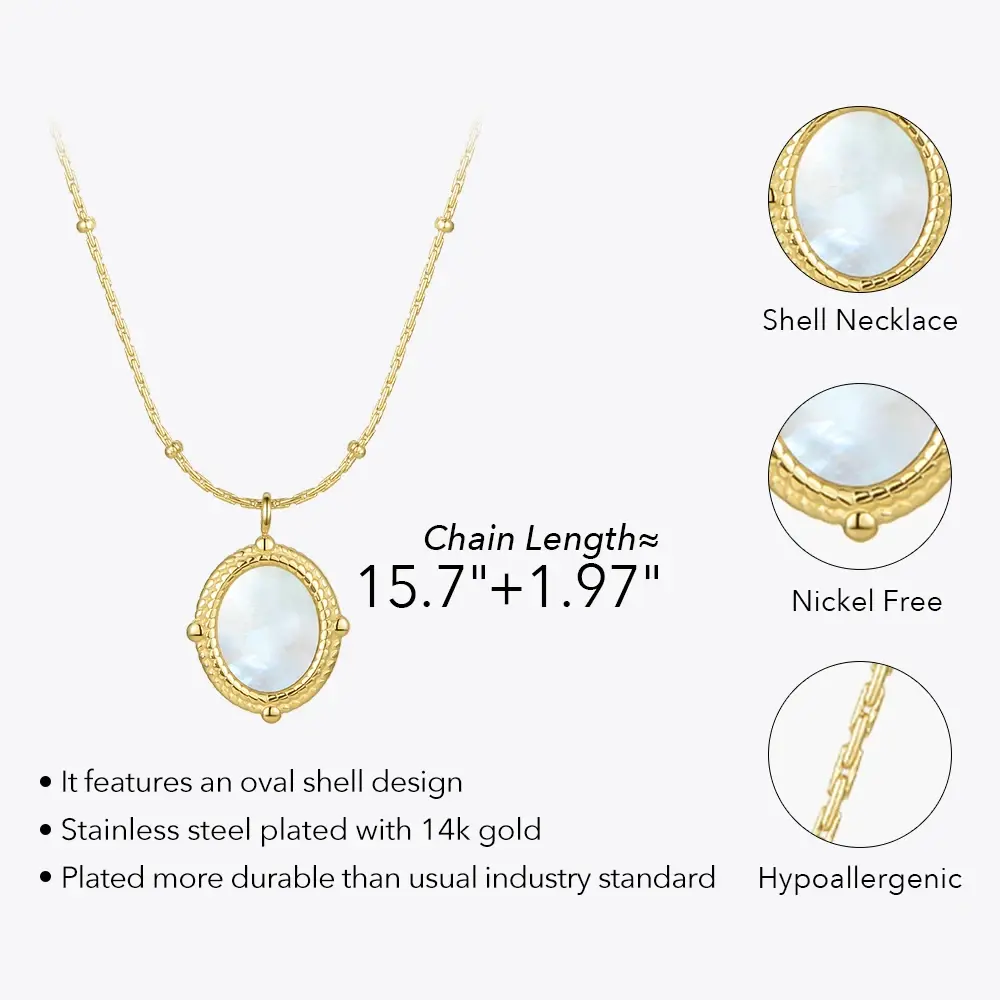 Shell Necklace
Chain Length≈
15.7"+1.97"
Nickel Free
• It features an oval shell design
• Stainless steel plated with 14k gold
• Plated more durable than usual industry standard
Hypoallergenic